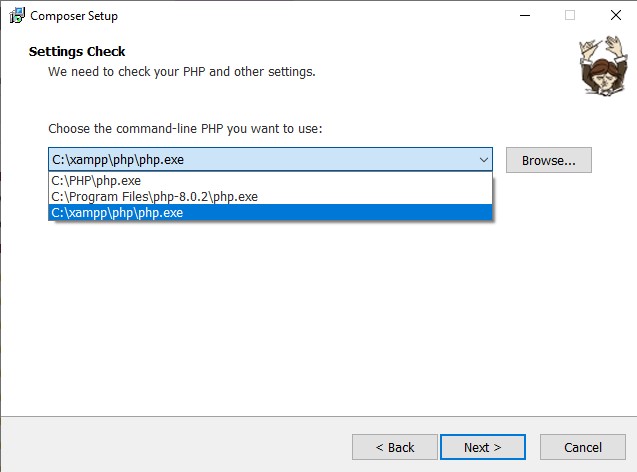 Composer Setup
Settings Check
We need to check your PHP and other settings.
Choose the command-line PHP you want to use:
C:\xampp\php\php.exe
Browse...
C:\PHP\php.exe
C:\Program Files\php-8.0.2\php.exe
C:\xampp\php\php.exe
< Back
Next >
Cancel